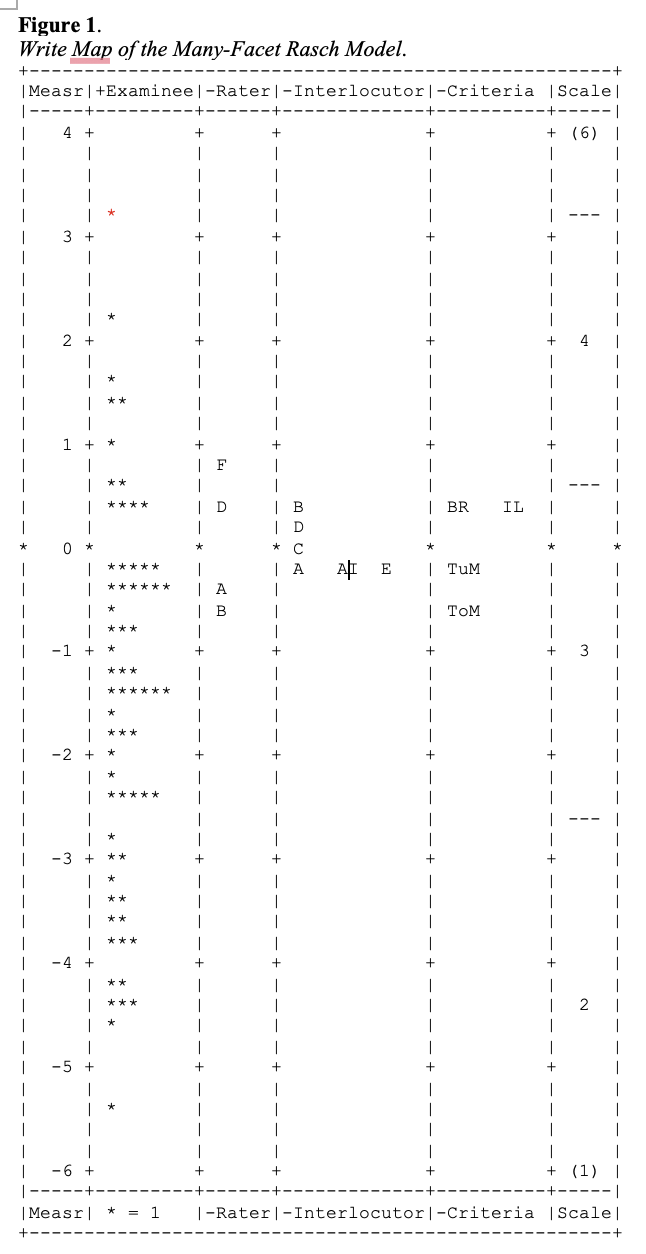 Figure 1.
Write Map of the Many-Facet Rasch Model.
+-----------------------------------------------------+
|Measr|+Examinee|-Rater|-Interlocutor|-Criteria |Scale|
|-----+---------+------+-------------+----------+-----|
| 4 + + + + + (6) |
| | | | | | |
| | | | | | |
| | | | | | |
| | * | | | | --- |
| 3 + + + + + |
| | | | | | |
| | | | | | |
| | | | | | |
| | * | | | | |
| 2 + + + + + 4 |
| | | | | | |
| | * | | | | |
| | ** | | | | |
| | | | | | |
| 1 + * + + + + |
| | | F | | | |
| | ** | | | | --- |
| | **** | D | B | BR IL | |
| | | | D | | |
* 0 * * * C * * *
| | ***** | | A AI E | TuM | |
| | ****** | A | | | |
| | * | B | | ToM | |
| | *** | | | | |
| -1 + * + + + + 3 |
| | *** | | | | |
| | ****** | | | | |
| | * | | | | |
| | *** | | | | |
| -2 + * + + + + |
| | * | | | | |
| | ***** | | | | |
| | | | | | --- |
| | * | | | | |
| -3 + ** + + + + |
| | * | | | | |
| | ** | | | | |
| | ** | | | | |
| | *** | | | | |
| -4 + + + + + |
| | ** | | | | |
| | *** | | | | 2 |
| | * | | | | |
| | | | | | |
| -5 + + + + + |
| | | | | | |
| | * | | | | |
| | | | | | |
| | | | | | |
| -6 + + + + + (1) |
|-----+---------+------+-------------+----------+-----|
|Measr| * = 1 |-Rater|-Interlocutor|-Criteria |Scale|
+-----------------------------------------------------+